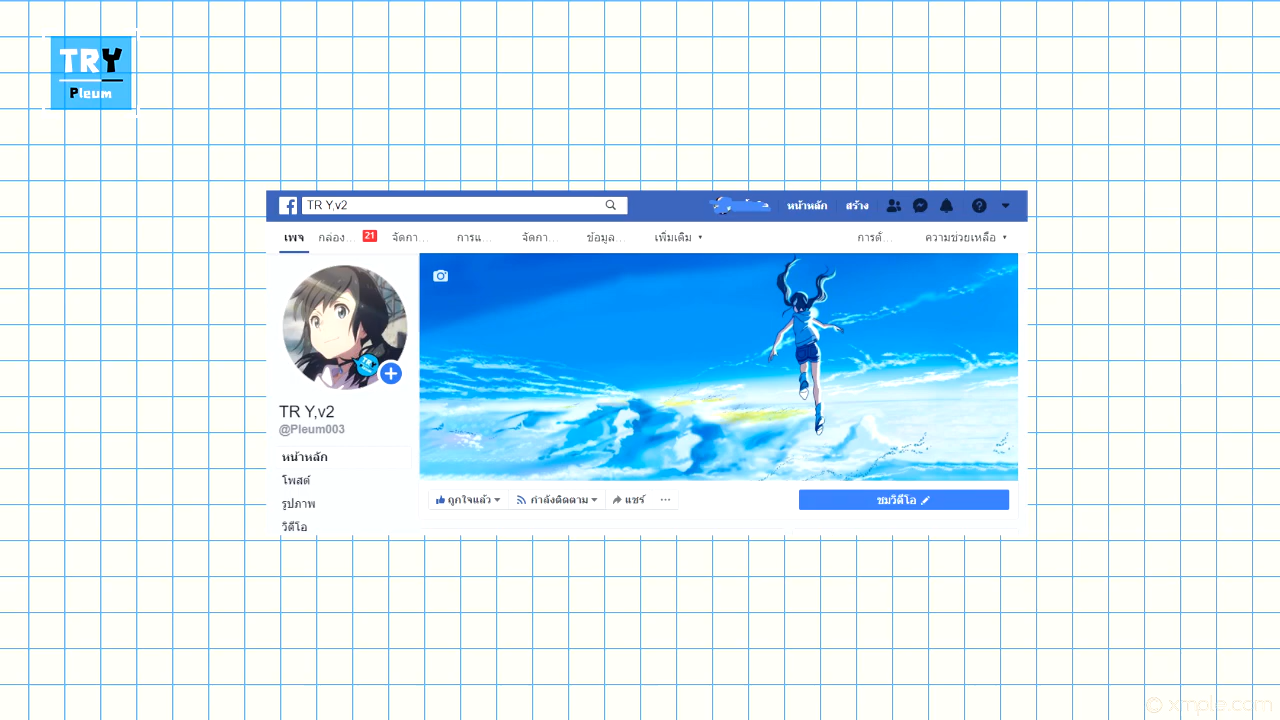 TRY
Pleum
TR Y,v2
หน้าหลัก
สร้าง
เพจ
กล่อง...
21
จัดกา...
การแ...
จัดกา...
ข้อมูล...
เพิ่มเติม
การตั้...
ความช่วยเหลือ
TR Y
TR Y,v2
@Pleum003
หน้าหลัก
โพสต์
รูปภาพ
วิดีโอ
ถูกใจแล้ว
กำลังติดตาม
แชร์
ชมวิดีโอ
© xmple.com